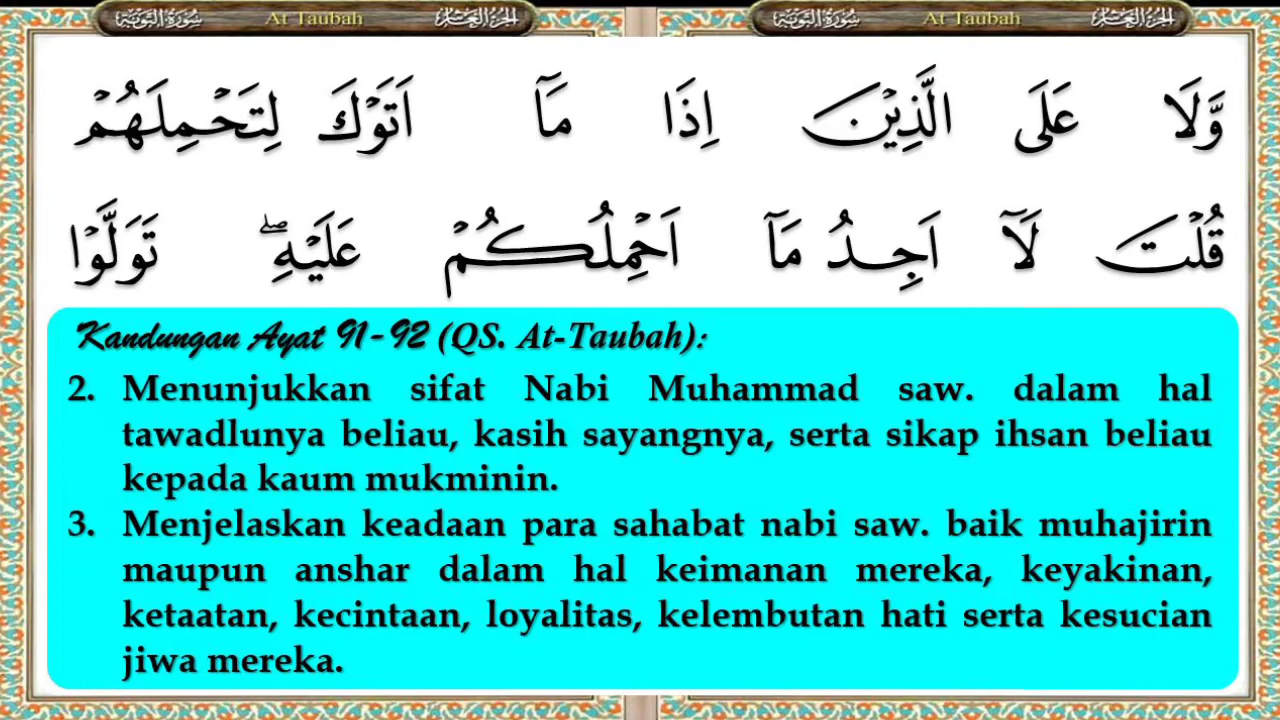 سورة التوبة At Taubah الجزء العاشر سورة التوبة At Taubah الجزء العاشر
وَّلَا عَلَى الَّذِيْنَ اِذَا مَآ اَتَوْكَ لِتَحْمِلَهُمْ
قُلْتَ لَآ اَجِدُ مَآ اَحْمِلُكُمْ عَلَيْهِ ۖ تَوَلَّوْا
Kandungan Ayat 91-92 (QS. At-Taubah):
2. Menunjukkan sifat Nabi Muhammad saw. dalam hal
tawadlunya beliau, kasih sayangnya, serta sikap ihsan beliau
kepada kaum mukminin.
3. Menjelaskan keadaan para sahabat nabi saw. baik muhajirin
maupun anshar dalam hal keimanan mereka, keyakinan,
ketaatan, kecintaan, loyalitas, kelembutan hati serta kesucian
jiwa mereka.